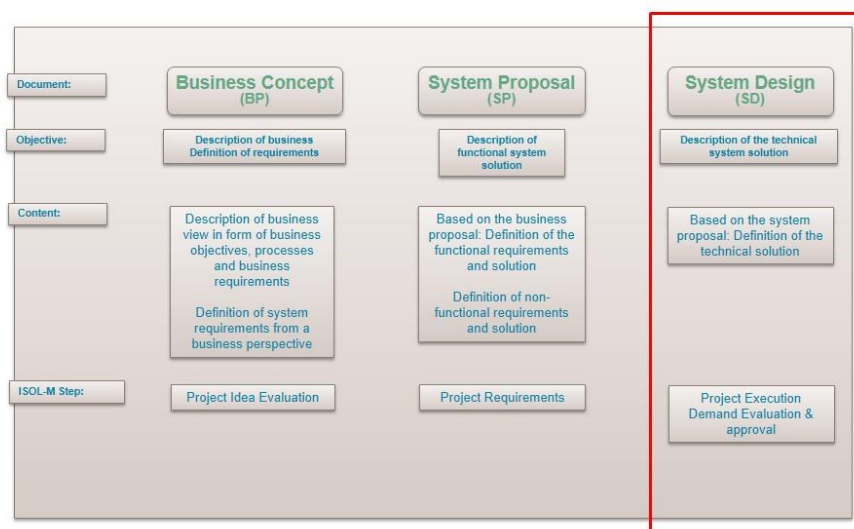 Document:
Business Concept
(BP)
System Proposal
(SP)
System Design
(SD)
Objective:
Description of business
Definition of requirements
Description of
functional system
solution
Description of the technical
system solution
Content:
Description of business
view in form of business
objectives, processes
and business
requirements
Definition of system
requirements from a
business perspective
Based on the business
proposal: Definition of the
functional requirements
and solution
Definition of non-
functional requirements
and solution
Based on the system
proposal: Definition of the
technical solution
ISOL-M Step:
Project Idea Evaluation
Project Requirements
Project Execution
Demand Evaluation &
approval